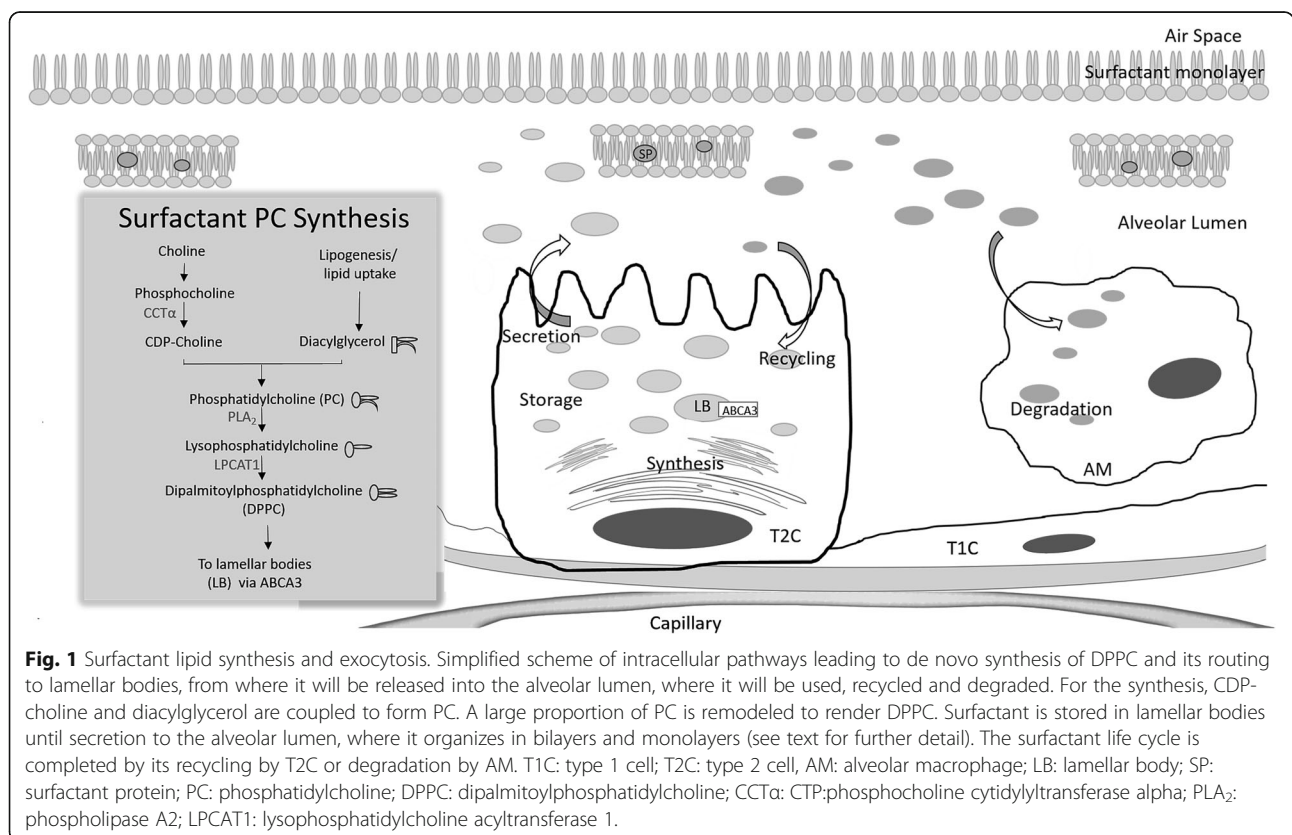 Air Space
Surfactant monolayer
SP
Alveolar Lumen
Surfactant PC Synthesis
Choline
Lipogenesis/
lipid uptake
Phosphocholine
CCTα
CDP-Choline
Diacylglycerol
Phosphatidylcholine (PC)
PLA₂
Lysophosphatidylcholine
LPCAT1
Dipalmitoylphosphatidylcholine
(DPPC)
To lamellar bodies
(LB) via ABCA3
Secretion
Recycling
Storage
LB
ABCA3
Synthesis
T2C
Degradation
AM
T1C
Capillary
Fig. 1 Surfactant lipid synthesis and exocytosis. Simplified scheme of intracellular pathways leading to de novo synthesis of DPPC and its routing
to lamellar bodies, from where it will be released into the alveolar lumen, where it will be used, recycled and degraded. For the synthesis, CDP-
choline and diacylglycerol are coupled to form PC. A large proportion of PC is remodeled to render DPPC. Surfactant is stored in lamellar bodies
until secretion to the alveolar lumen, where it organizes in bilayers and monolayers (see text for further detail). The surfactant life cycle is
completed by its recycling by T2C or degradation by AM. T1C: type 1 cell; T2C: type 2 cell, AM: alveolar macrophage; LB: lamellar body; SP:
surfactant protein; PC: phosphatidylcholine; DPPC: dipalmitoylphosphatidylcholine; CCTα: CTP:phosphocholine cytidylyltransferase alpha; PLA₂:
phospholipase A2; LPCAT1: lysophosphatidylcholine acyltransferase 1.